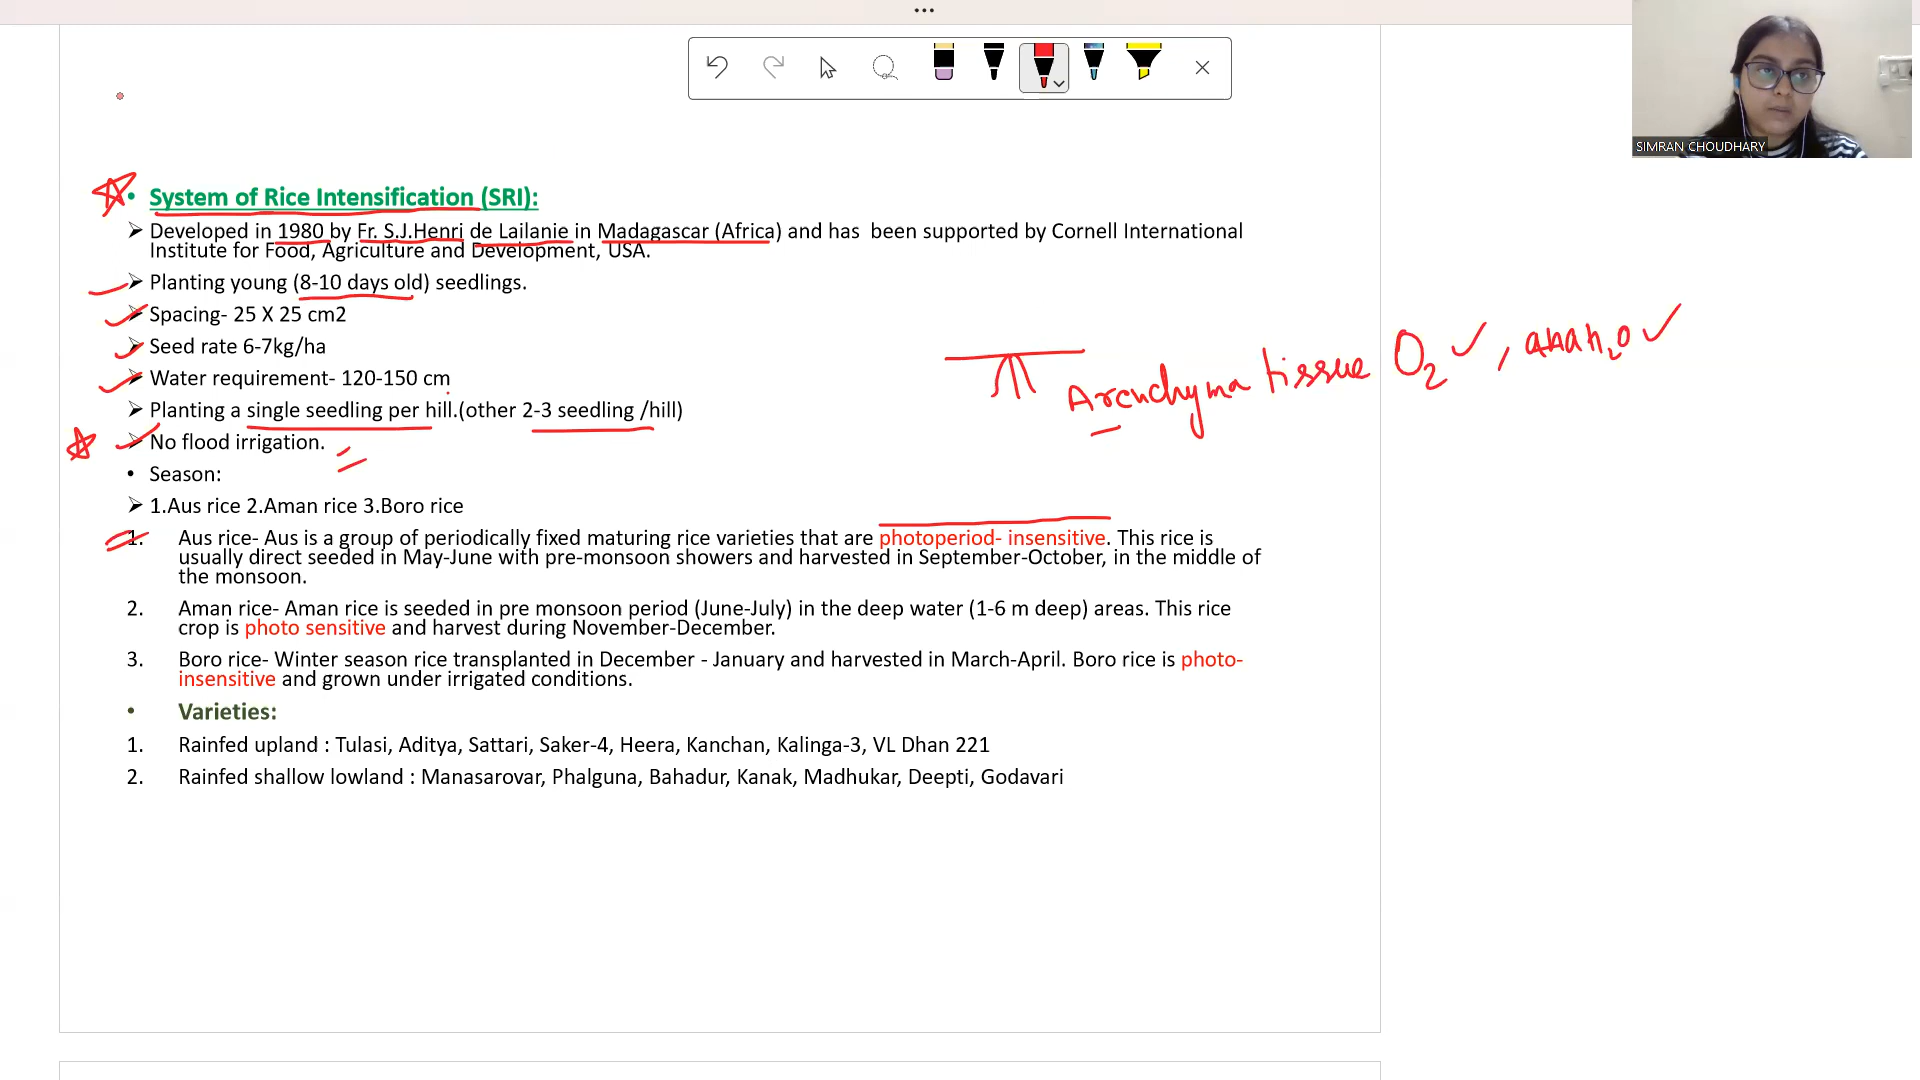 SIMRAN CHOUDHARY
• System of Rice Intensification (SRI):
➢ Developed in 1980 by Fr. S.J.Henri de Lailanie in Madagascar (Africa) and has been supported by Cornell International
Institute for Food, Agriculture and Development, USA.
➢ Planting young (8-10 days old) seedlings.
➢ Spacing- 25 X 25 cm2
➢ Seed rate 6-7kg/ha
➢ Water requirement- 120-150 cm
Arenchyma tissue O2 ,
➢ Planting a single seedling per hill.(other 2-3 seedling /hill)
➢ No flood irrigation.
• Season:
➢ 1.Aus rice 2.Aman rice 3.Boro rice
1. Aus rice- Aus is a group of periodically fixed maturing rice varieties that are photoperiod- insensitive. This rice is
usually direct seeded in May-June with pre-monsoon showers and harvested in September-October, in the middle of
the monsoon.
2. Aman rice- Aman rice is seeded in pre monsoon period (June-July) in the deep water (1-6 m deep) areas. This rice
crop is photo sensitive and harvest during November-December.
3. Boro rice- Winter season rice transplanted in December - January and harvested in March-April. Boro rice is photo-
insensitive and grown under irrigated conditions.
• Varieties:
1. Rainfed upland : Tulasi, Aditya, Sattari, Saker-4, Heera, Kanchan, Kalinga-3, VL Dhan 221
2. Rainfed shallow lowland : Manasarovar, Phalguna, Bahadur, Kanak, Madhukar, Deepti, Godavari